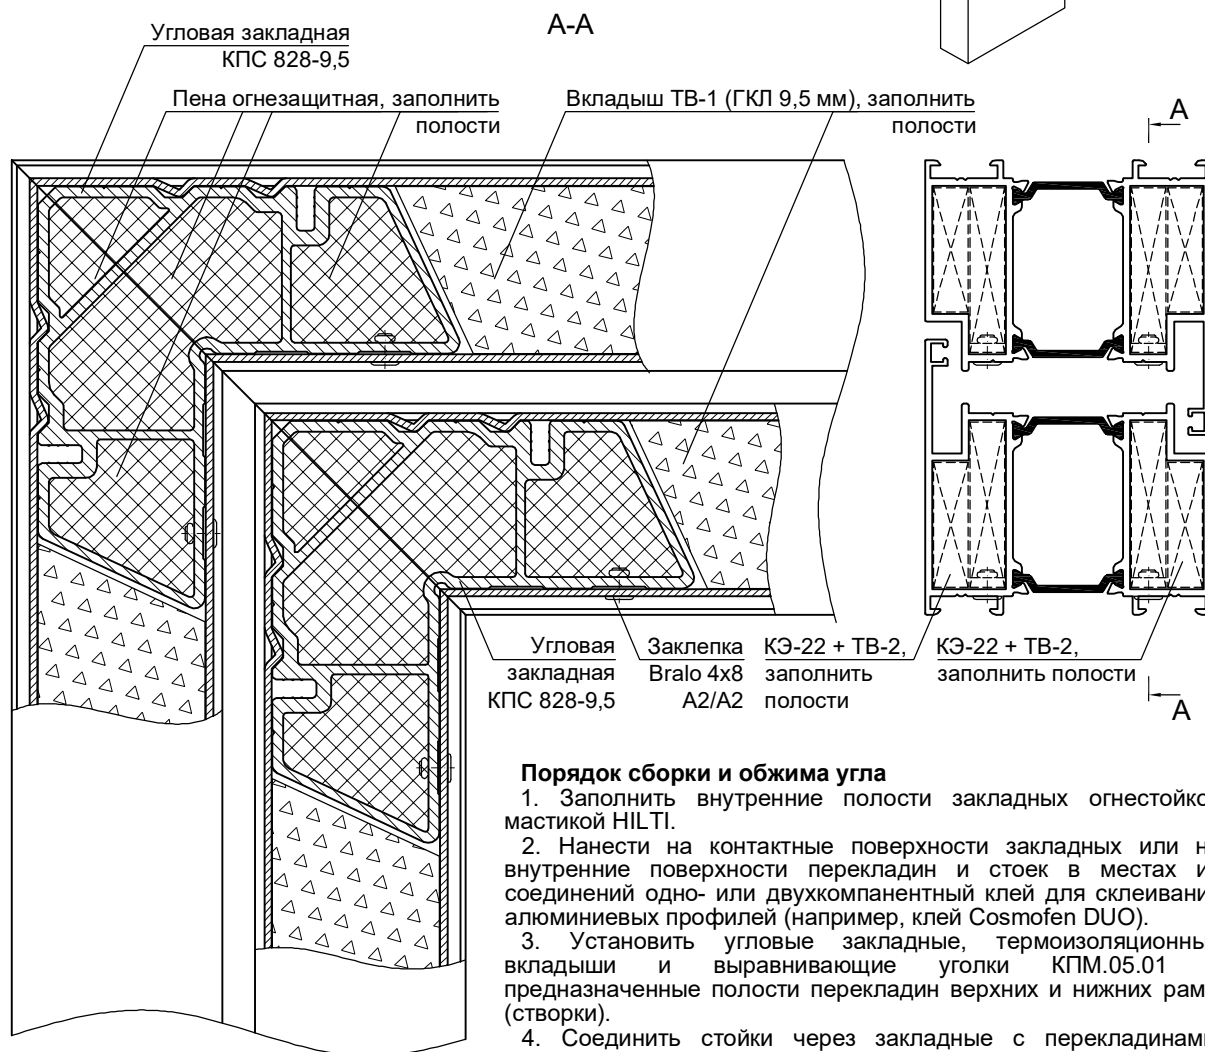 А-А
Угловая закладная
КПС 828-9,5
Пена огнезащитная, заполнить
полости
Вкладыш ТВ-1 (ГКЛ 9,5 мм), заполнить
полости
А
Угловая
закладная
КПС 828-9,5
Заклепка
Bralo 4x8
А2/А2
КЭ-22 + ТВ-2,
заполнить
полости
КЭ-22 + ТВ-2,
заполнить полости
А
Порядок сборки и обжима угла
1. Заполнить внутренние полости закладных огнестойко
мастикой HILTI.
2. Нанести на контактные поверхности закладных или н
внутренние поверхности перекладин и стоек в местах и
соединений одно- или двухкомпанентный клей для склеивани
алюминиевых профилей (например, клей Cosmofen DUO).
3. Установить угловые закладные, термоизоляционны
вкладыши и выравнивающие уголки КПМ.05.01
предназначенные полости перекладин верхних и нижних рам
(створки).
4. Соединить стойки через закладные с перекладинам